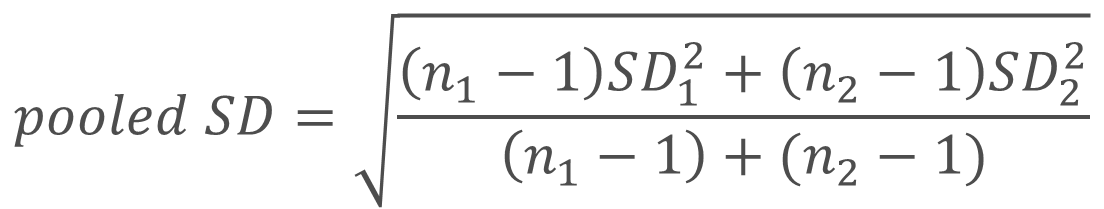 pooled SD = √(((n₁ − 1)SD₁² + (n₂ − 1)SD₂²) / ((n₁ − 1) + (n₂ − 1)))